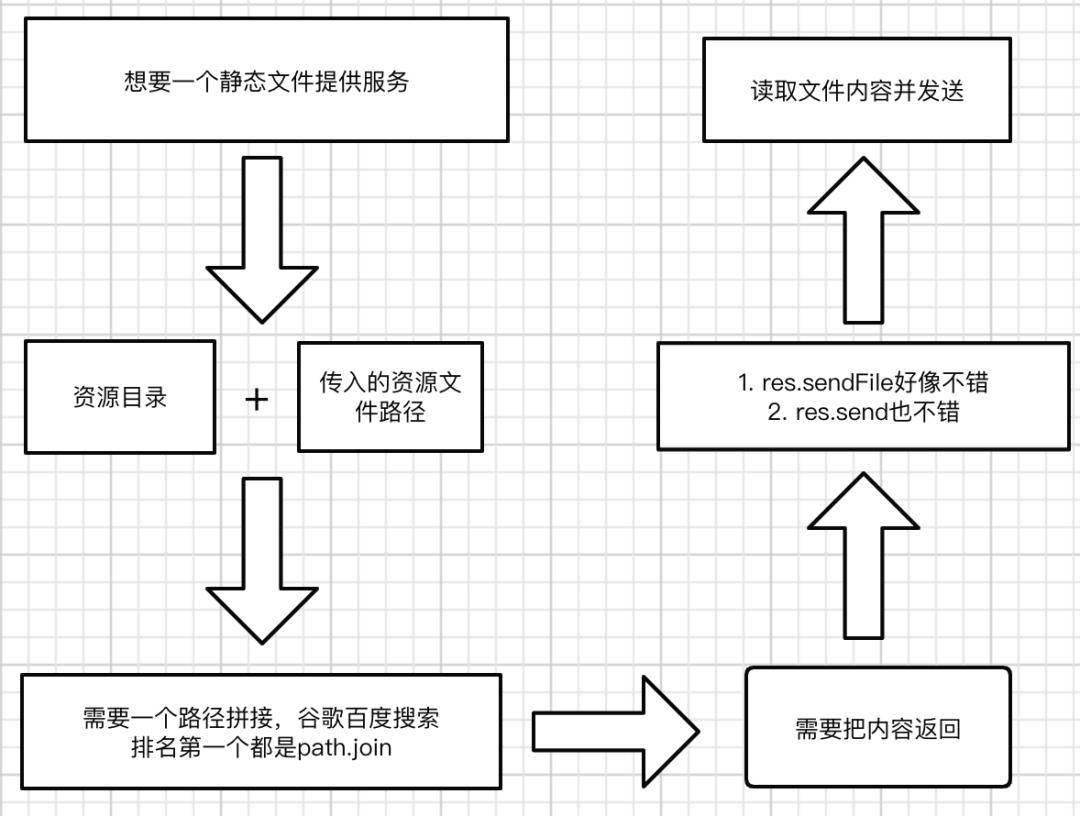 想要一个静态文件提供服务
资源目录
+
传入的资源文
件路径
需要一个路径拼接，谷歌百度搜索
排名第一个都是path.join
需要把内容返回
1. res.sendFile好像不错
2. res.send也不错
读取文件内容并发送